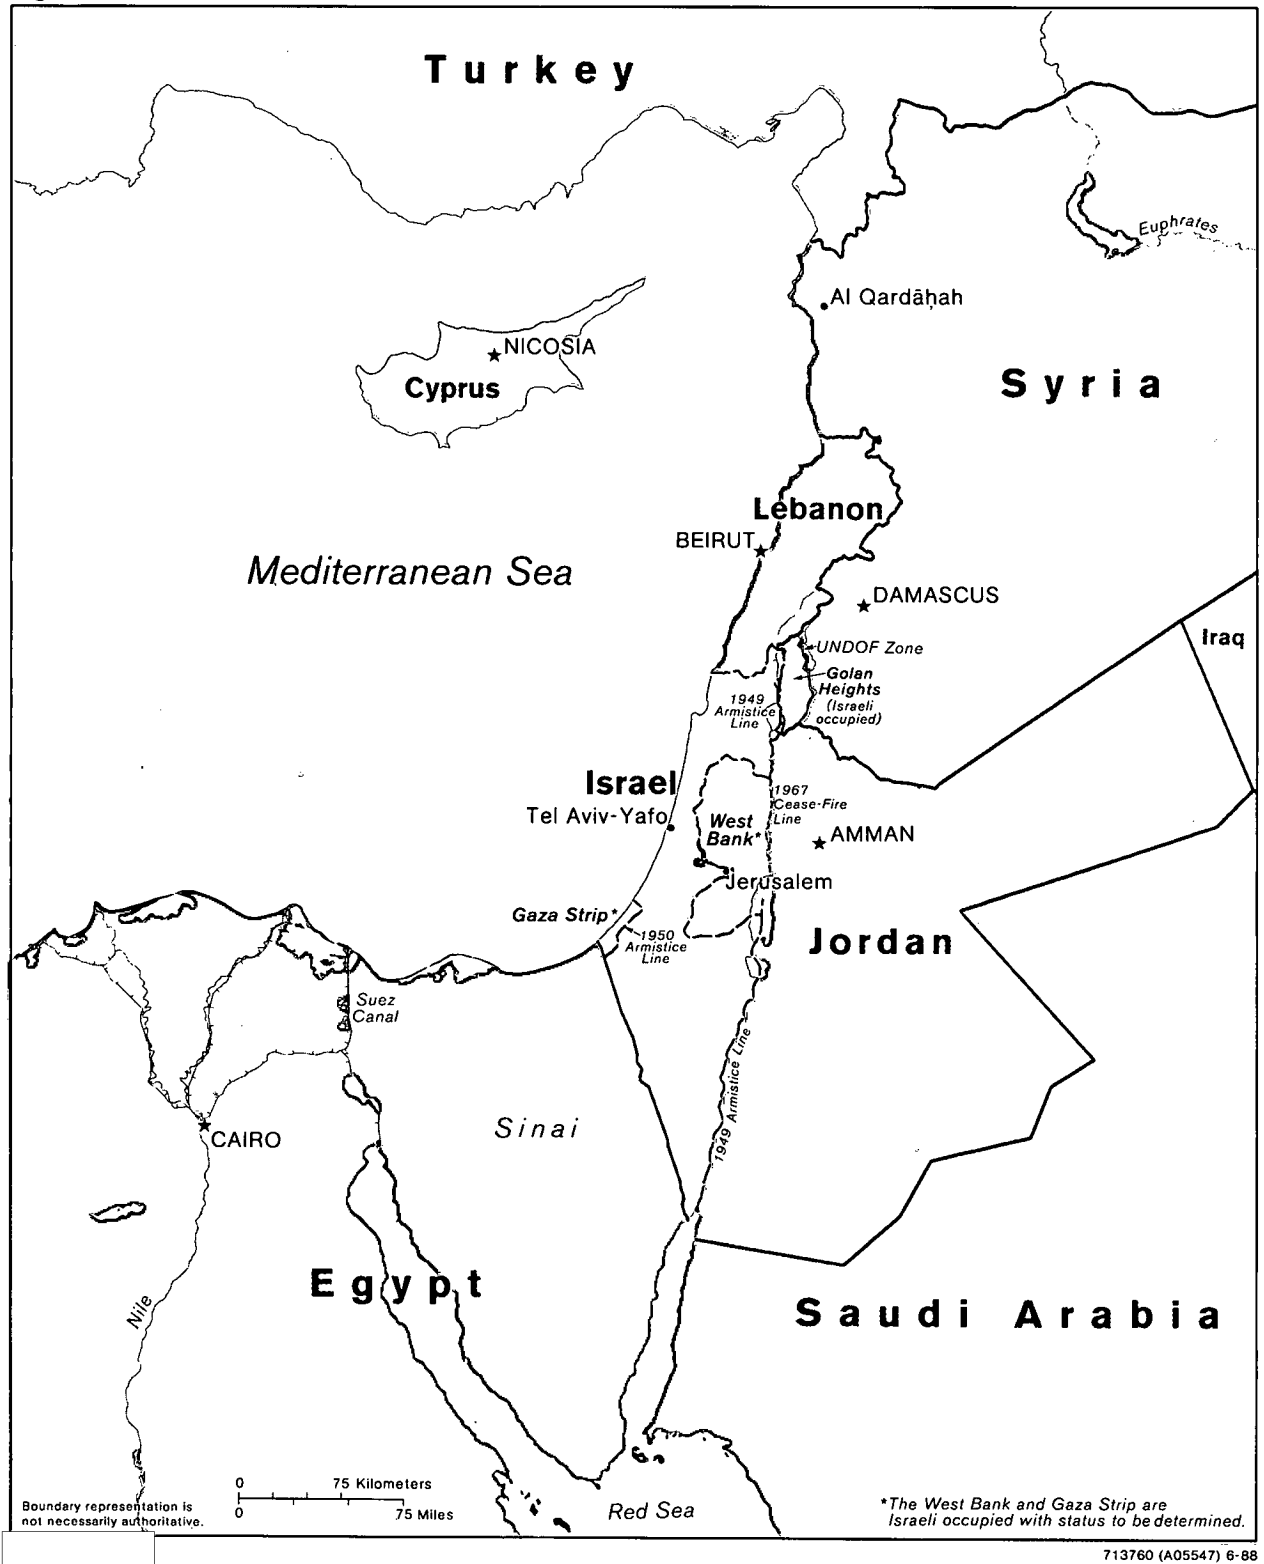 Turkey
Euphrates
Al Qardāḥah
NICOSIA
Cyprus
Syria
Lebanon
BEIRUT
Mediterranean Sea
DAMASCUS
Iraq
UNDOF Zone
Golan
Heights
(Israeli
occupied)
1949
Armistice
Line
Israel
Tel Aviv-Yafo
1967
Cease-Fire
Line
West
Bank*
AMMAN
Jerusalem
Gaza Strip*
1950
Armistice
Line
Jordan
Suez
Canal
1949 Armistice Line
Sinai
CAIRO
Egypt
Nile
Saudi Arabia
0 75 Kilometers
0 75 Miles
Red Sea
Boundary representation is
not necessarily authoritative.
*The West Bank and Gaza Strip are
Israeli occupied with status to be determined.
713760 (A05547) 6-88